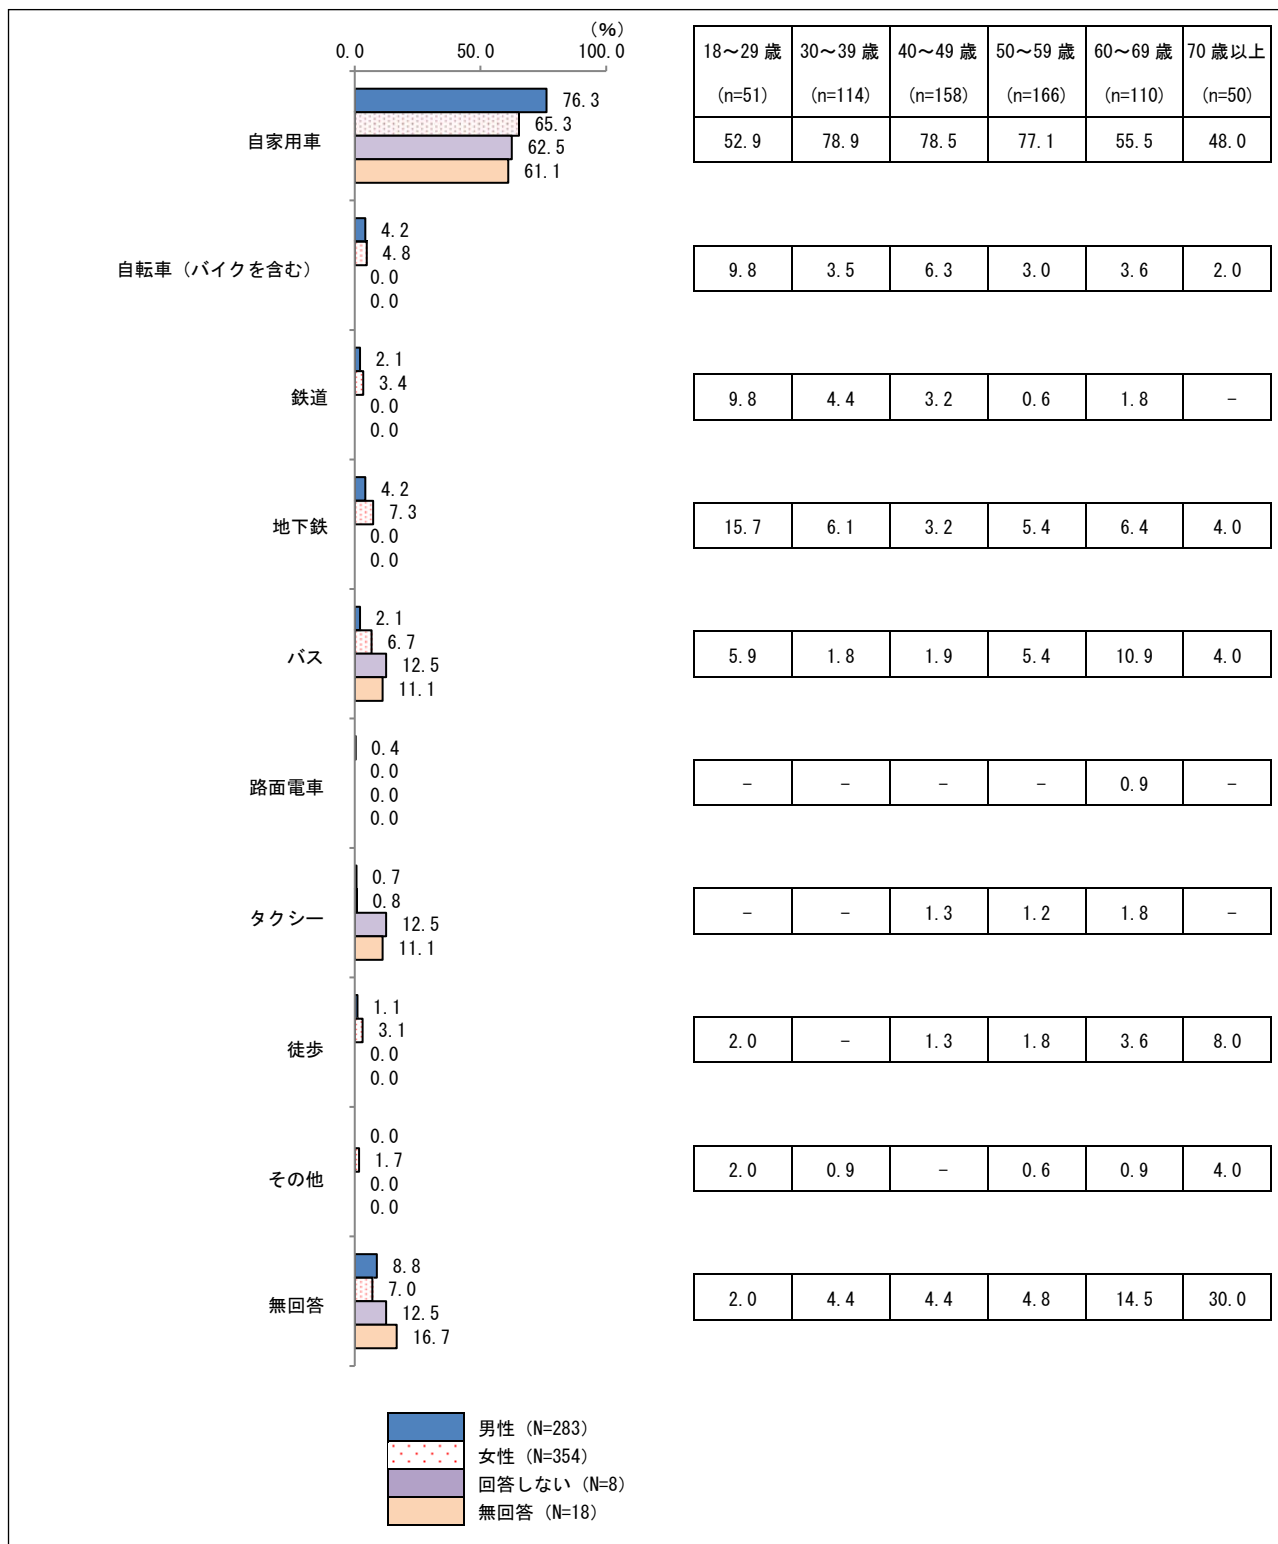 (%)
0.0 50.0 100.0
18～29 歳 30～39 歳 40～49 歳 50～59 歳 60～69 歳 70 歳以上
(n=51) (n=114) (n=158) (n=166) (n=110) (n=50)
自家用車
76.3
65.3
62.5
61.1
52.9 78.9 78.5 77.1 55.5 48.0
自転車（バイクを含む）
4.2
4.8
0.0
0.0
9.8 3.5 6.3 3.0 3.6 2.0
鉄道
2.1
3.4
0.0
0.0
9.8 4.4 3.2 0.6 1.8 －
地下鉄
4.2
7.3
0.0
0.0
15.7 6.1 3.2 5.4 6.4 4.0
バス
2.1
6.7
12.5
11.1
5.9 1.8 1.9 5.4 10.9 4.0
路面電車
0.4
0.0
0.0
0.0
－ － － － 0.9 －
タクシー
0.7
0.8
12.5
11.1
－ － 1.3 1.2 1.8 －
徒歩
1.1
3.1
0.0
0.0
2.0 － 1.3 1.8 3.6 8.0
その他
0.0
1.7
0.0
0.0
2.0 0.9 － 0.6 0.9 4.0
無回答
8.8
7.0
12.5
16.7
2.0 4.4 4.4 4.8 14.5 30.0
男性（N=283）
女性（N=354）
回答しない（N=8）
無回答（N=18）